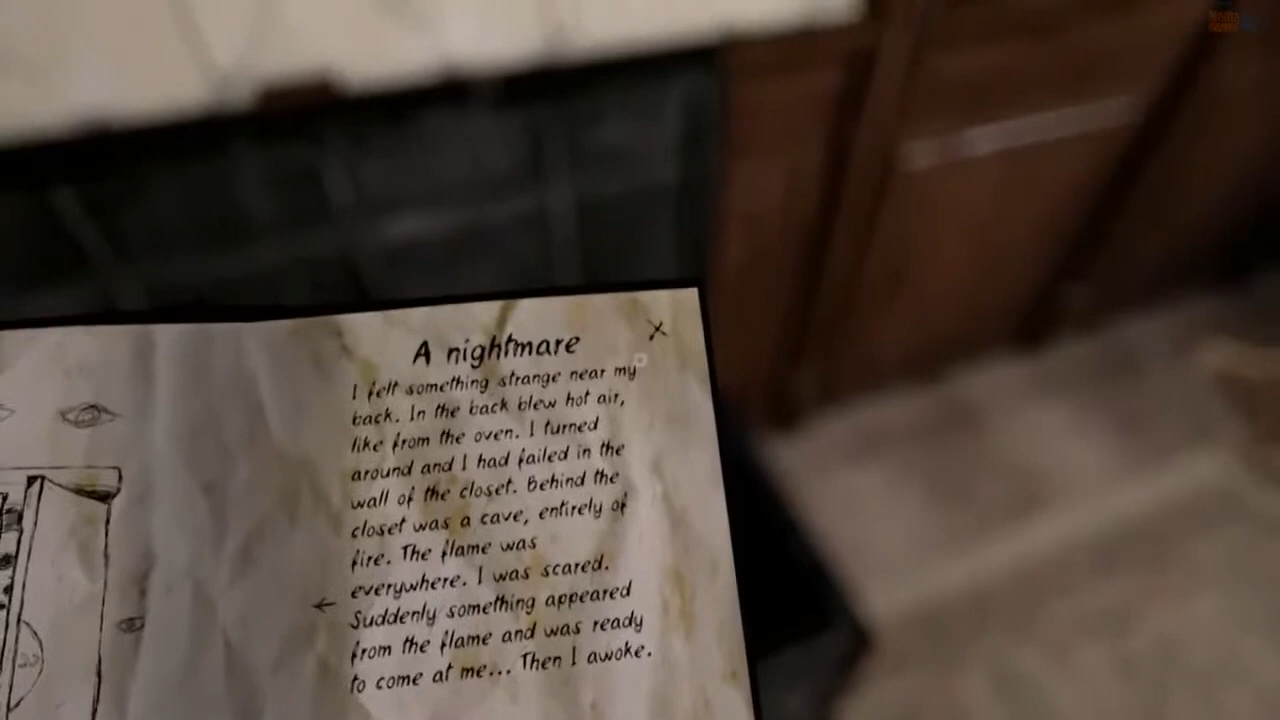 A nightmare
I felt something strange near my
back. In the back blew hot air,
like from the oven. I turned
around and I had failed in the
wall of the closet. Behind the
closet was a cave, entirely of
fire. The flame was
everywhere. I was scared.
Suddenly something appeared
from the flame and was ready
to come at me... Then I awoke.